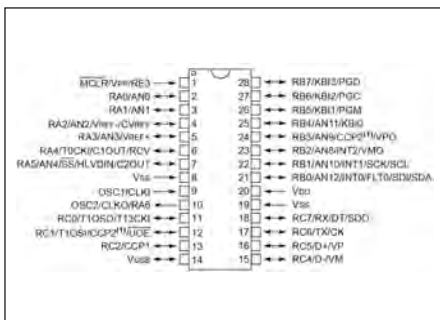 MCLR/VPP/RE3 1 28 RB7/KBI3/PGD
RA0/AN0 2 27 RB6/KBI2/PGC
RA1/AN1 3 26 RB5/KBI1/PGM
RA2/AN2/VREF-/CVREF 4 25 RB4/AN11/KBI0
RA3/AN3/VREF+ 5 24 RB3/AN9/CCP2(1)/VPO
RA4/T0CKI/C1OUT/RCV 6 23 RB2/AN8/INT2/VMO
RA5/AN4/SS/HLVDIN/C2OUT 7 22 RB1/AN10/INT1/SCK/SCL
VSS 8 21 RB0/AN12/INT0/FLT0/SDI/SDA
OSC1/CLKI 9 20 VDD
OSC2/CLKO/RA6 10 19 VSS
RC0/T1OSO/T13CKI 11 18 RC7/RX/DT/SDO
RC1/T1OSI/CCP2(1)/UOE 12 17 RC6/TX/CK
RC2/CCP1 13 16 RC5/D+/VP
VUSB 14 15 RC4/D-/VM